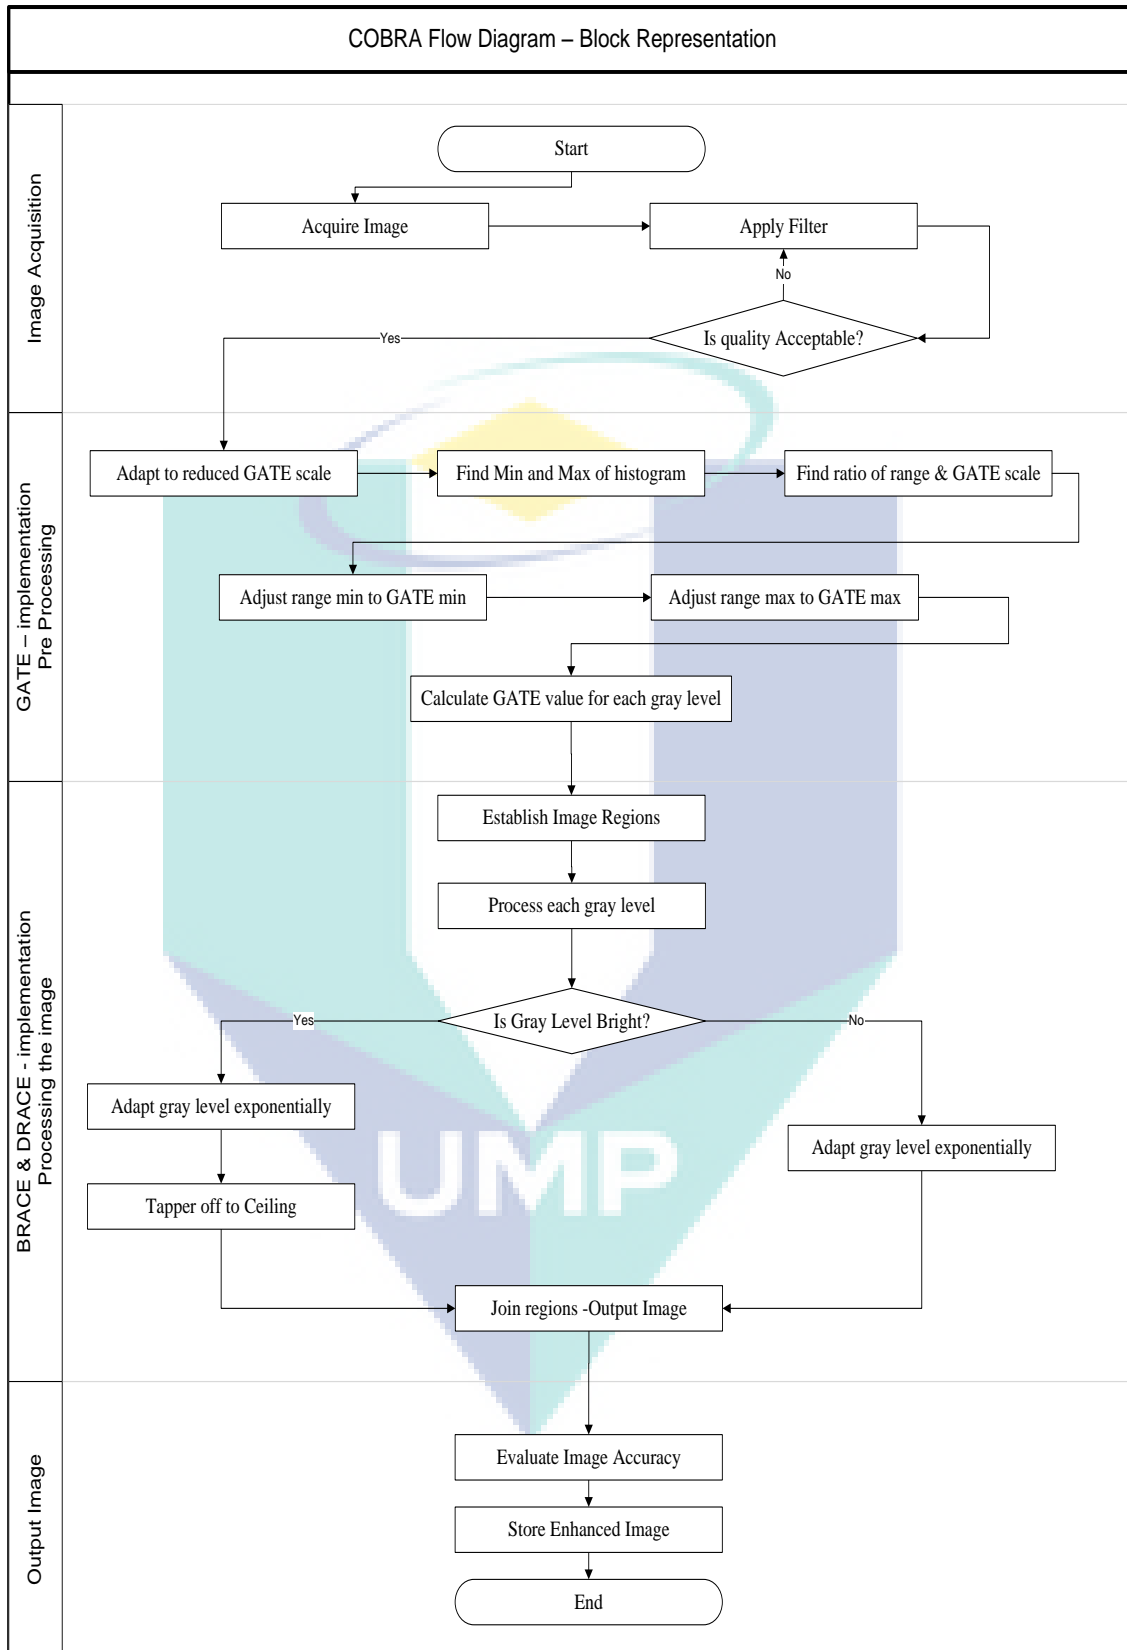 COBRA Flow Diagram – Block Representation
Image Acquisition
Start
Acquire Image
Apply Filter
No
Is quality Acceptable?
Yes
GATE – implementation
Pre Processing
Adapt to reduced GATE scale
Find Min and Max of histogram
Find ratio of range & GATE scale
Adjust range min to GATE min
Adjust range max to GATE max
Calculate GATE value for each gray level
BRACE & DRACE - implementation
Processing the image
Establish Image Regions
Process each gray level
Is Gray Level Bright?
Yes
No
Adapt gray level exponentially
Adapt gray level exponentially
Tapper off to Ceiling
UMP
Join regions -Output Image
Output Image
Evaluate Image Accuracy
Store Enhanced Image
End